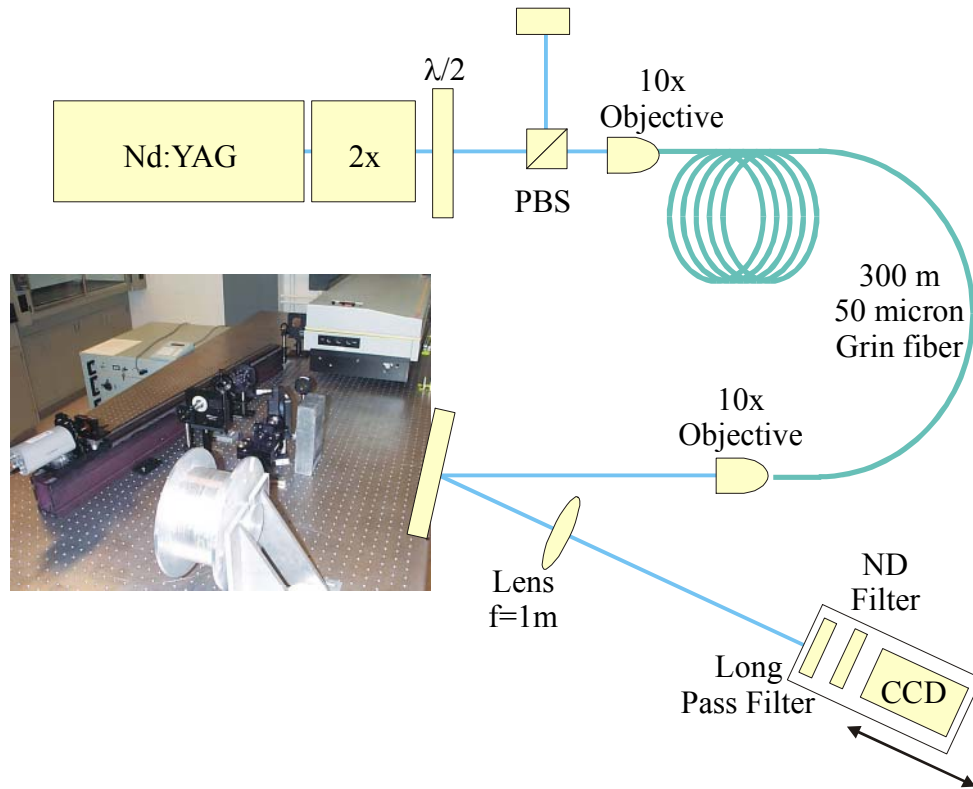 λ/2
10x
Objective
Nd:YAG
2x
PBS
300 m
50 micron
Grin fiber
10x
Objective
Lens
f=1m
ND
Filter
Long
Pass Filter
CCD